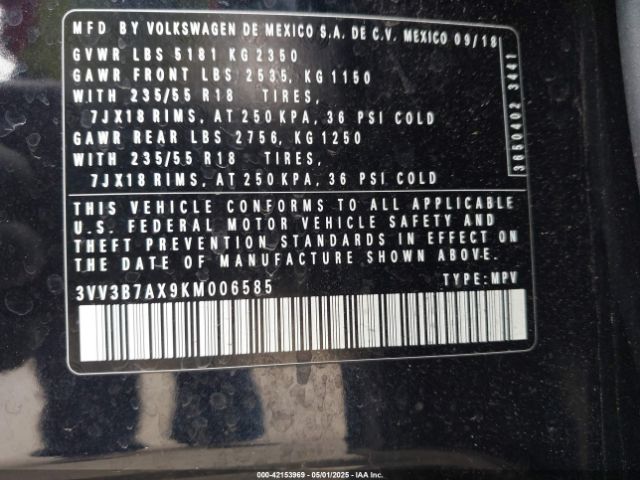 MFD BY VOLKSWAGEN DE MEXICO S.A. DE C.V. MEXICO 09/18
GVWR LBS 5181 KG 2350
GAWR FRONT LBS 2535, KG 1150
WITH 235/55 R18 TIRES,
7JX18 RIMS, AT 250 KPA, 36 PSI COLD
GAWR REAR LBS 2756, KG 1250
WITH 235/55 R18 TIRES,
7JX18 RIMS, AT 250 KPA, 36 PSI COLD
3650402 3441
THIS VEHICLE CONFORMS TO ALL APPLICABLE
U.S. FEDERAL MOTOR VEHICLE SAFETY AND
THEFT PREVENTION STANDARDS IN EFFECT ON
THE DATE OF MANUFACTURE SHOWN ABOVE.
3VV3B7AX9KM006585 TYPE: MPV
000-42153969 - 05/01/2025 - IAA Inc.